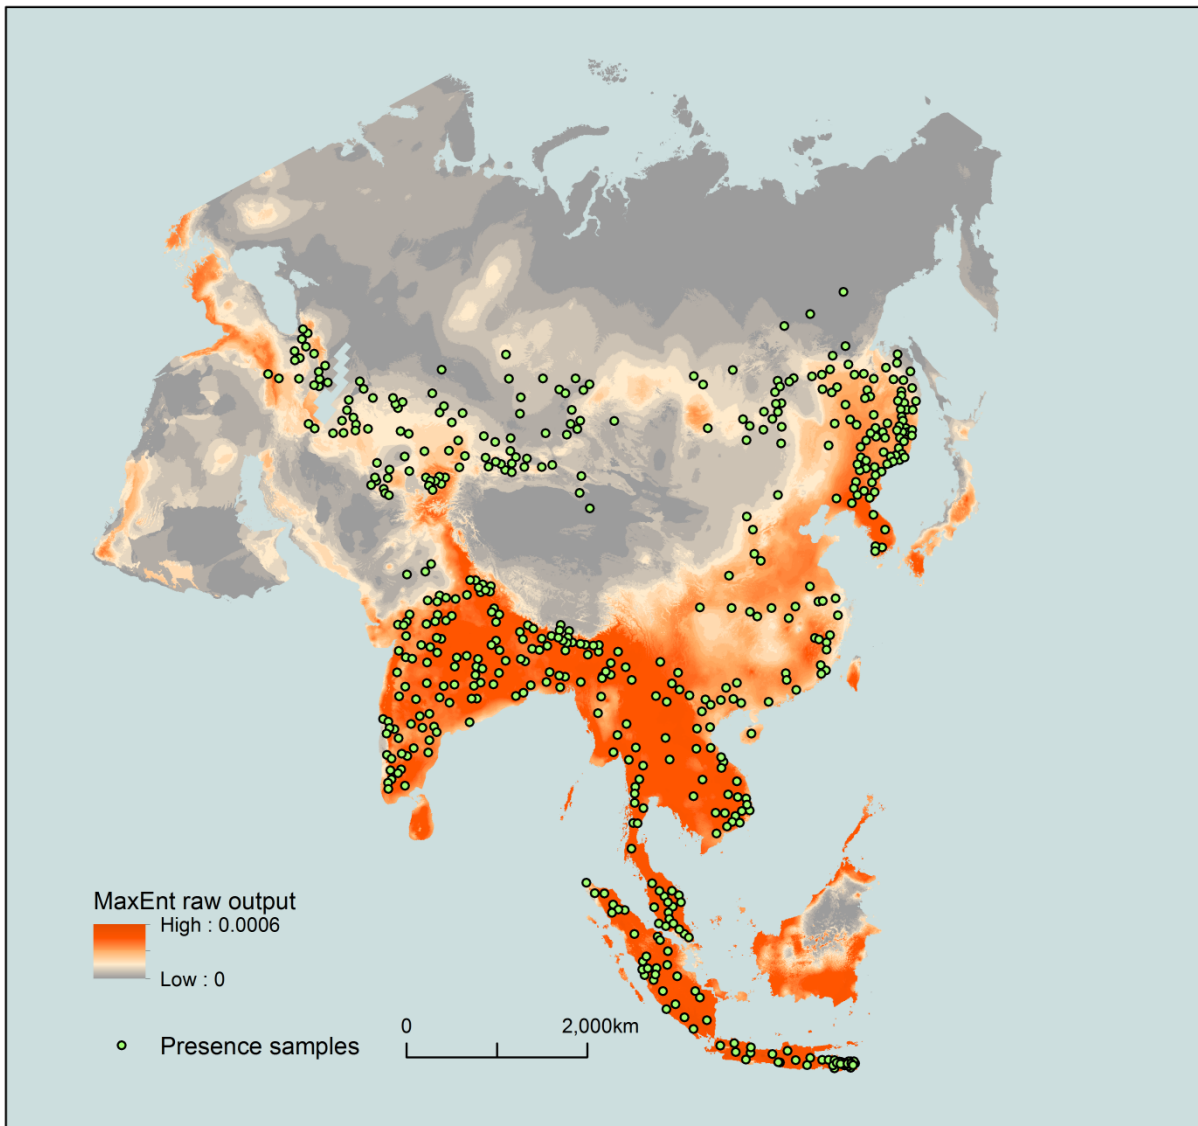 MaxEnt raw output
High : 0.0006
Low : 0
0 2,000km
Presence samples